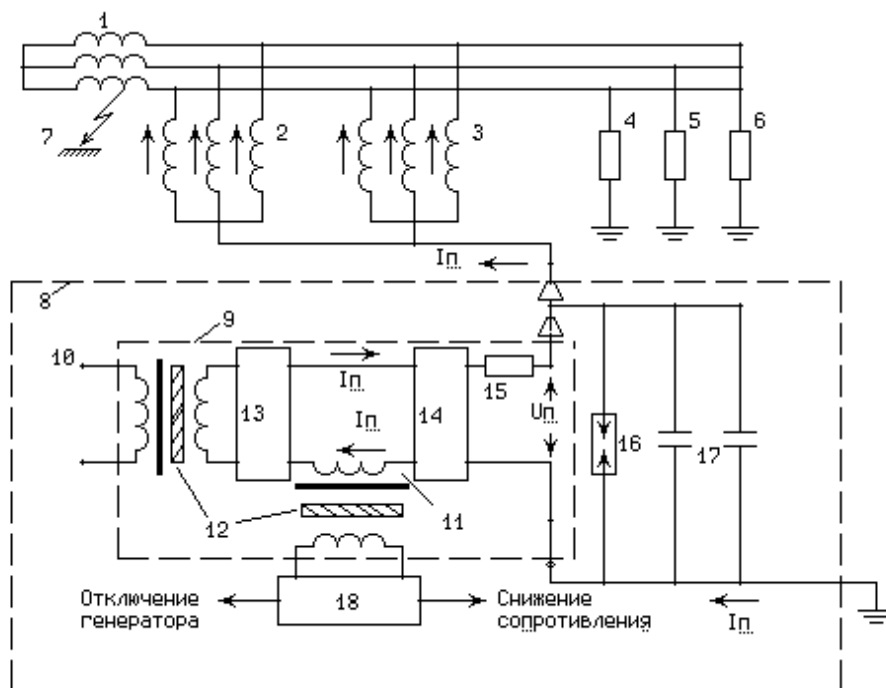 1
7
2
3
4
5
6
Iп
8
9
10
13
Iп
14
15
Uп
16
17
Iп
12
11
Отключение
генератора
18
Снижение
сопротивления
Iп